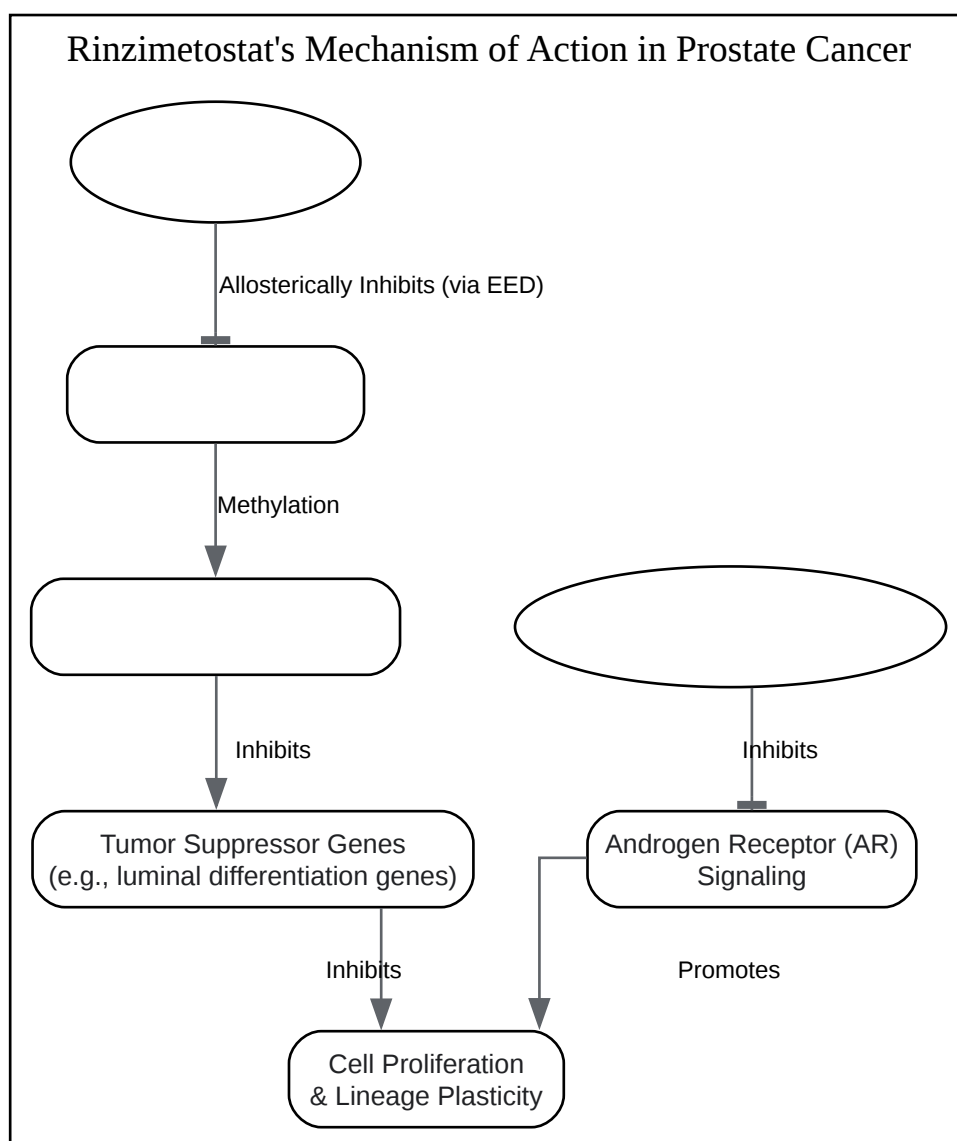 Rinzimetostat's Mechanism of Action in Prostate Cancer
Allosterically Inhibits (via EED)
Methylation
Inhibits
Inhibits
Tumor Suppressor Genes
(e.g., luminal differentiation genes)
Androgen Receptor (AR)
Signaling
Inhibits
Promotes
Cell Proliferation
& Lineage Plasticity